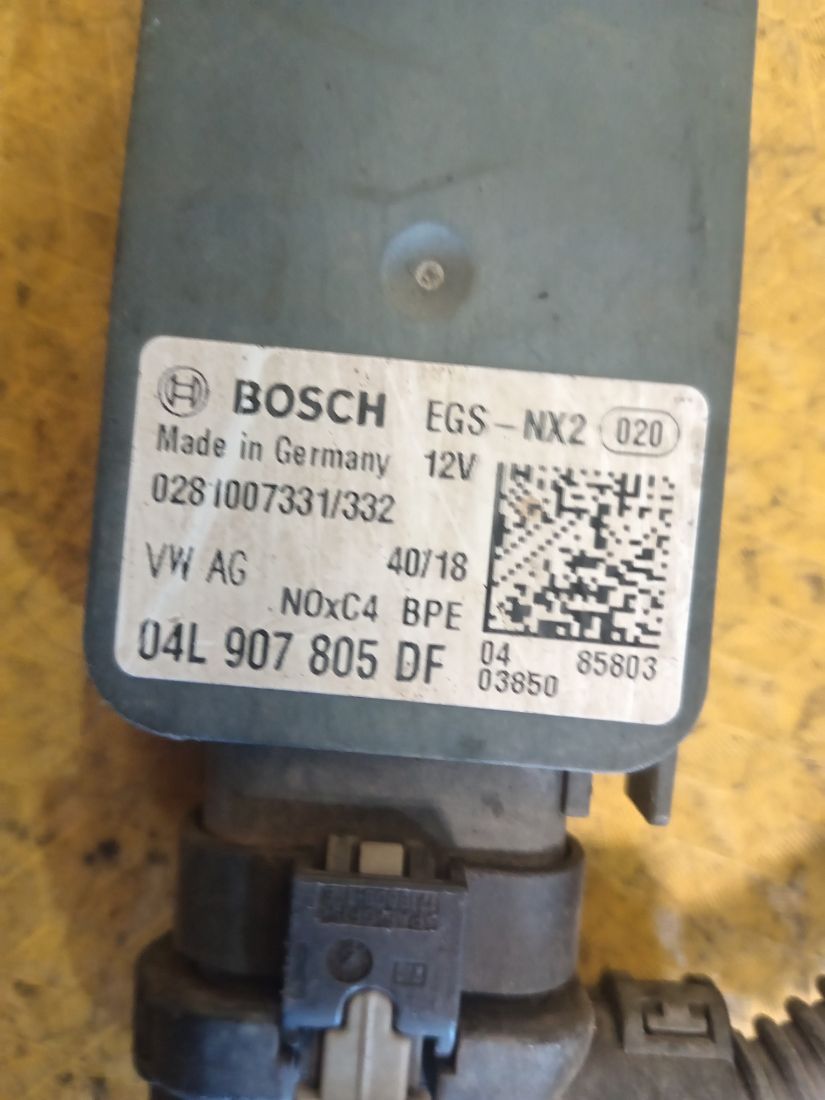 BOSCH EGS-NX2 020
Made in Germany 12V
0281007331/332
VW AG 40/18
NOxC4 BPE
04L 907 805 DF
04 85803
03850